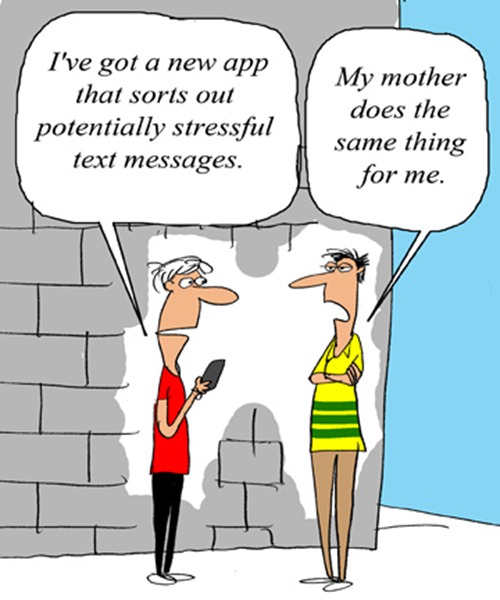 I've got a new app
that sorts out
potentially stressful
text messages.
My mother
does the
same thing
for me.